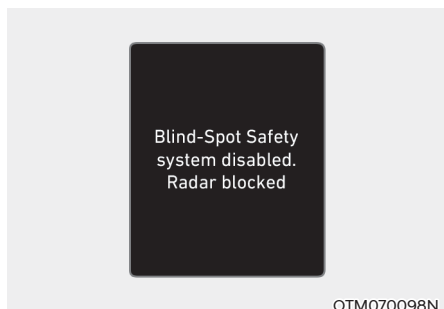 Blind-Spot Safety
system disabled.
Radar blocked
OTM070098N